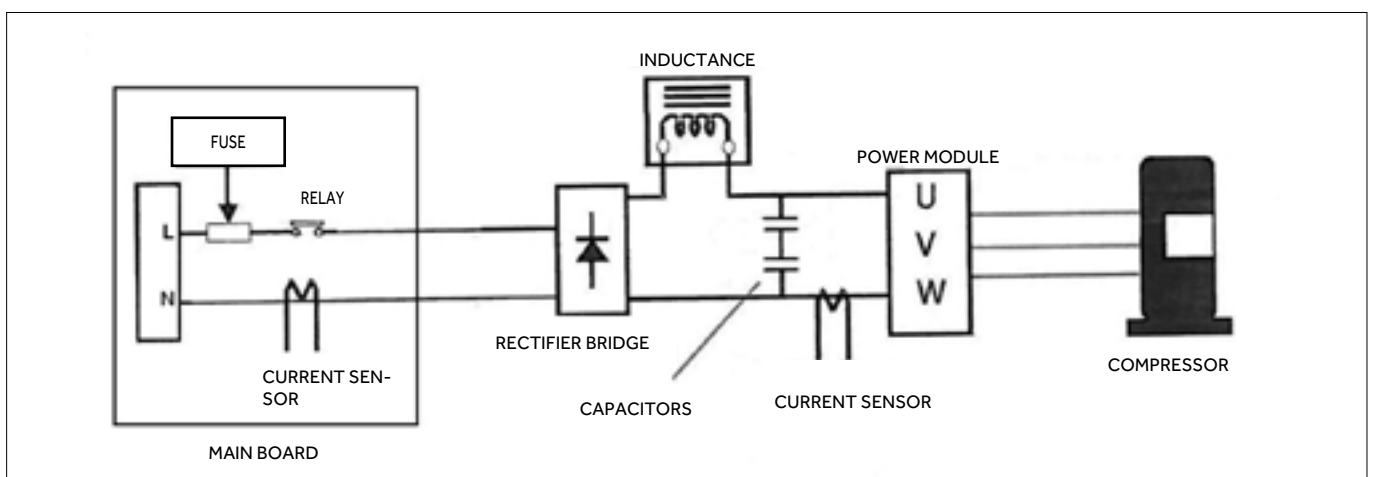 INDUCTANCE
FUSE
POWER MODULE
RELAY
L
U
V
N
W
RECTIFIER BRIDGE
COMPRESSOR
CURRENT SEN-
SOR
CAPACITORS
CURRENT SENSOR
MAIN BOARD